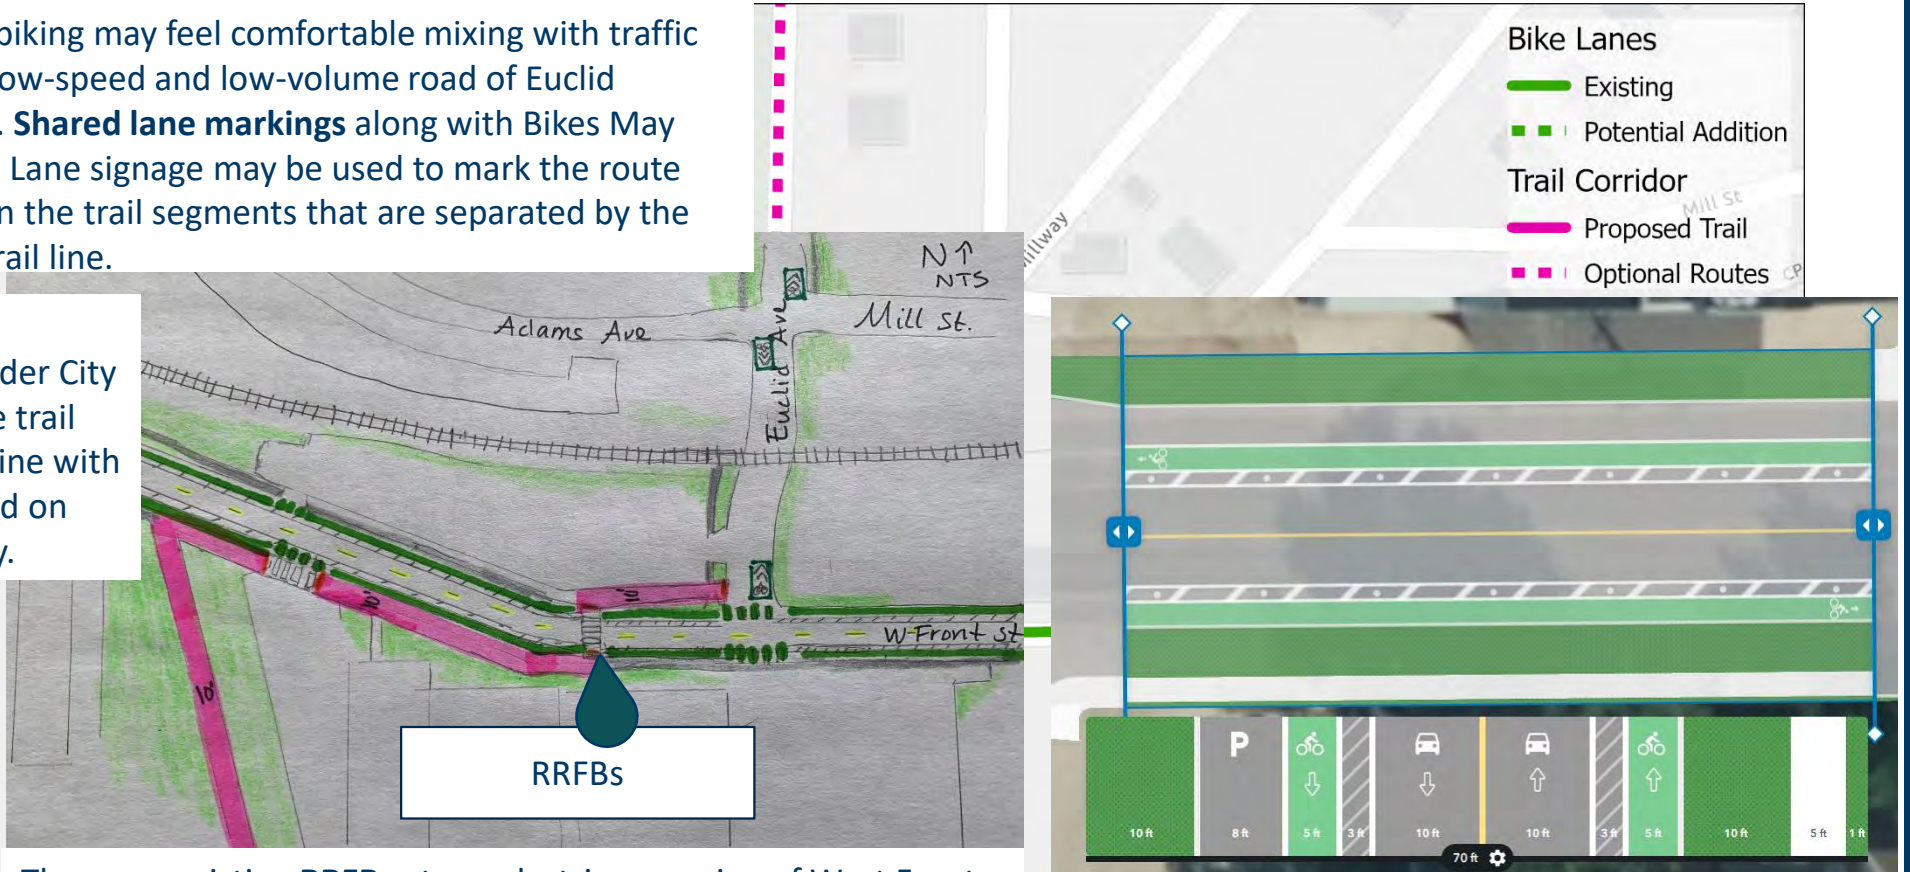 biking may feel comfortable mixing with traffic
low-speed and low-volume road of Euclid
. Shared lane markings along with Bikes May
Lane signage may be used to mark the route
n the trail segments that are separated by the
rail line.
der City
e trail
ine with
d on
y.
Bike Lanes
Existing
Potential Addition
Trail Corridor
Proposed Trail
Optional Routes
Mill St
CP
illway
N ↑
NTS
Adams Ave
Mill St.
Euclid Ave
10'
10'
10'
W Front St
RRFBs
P
10 ft
8 ft
5 ft
3 ft
10 ft
10 ft
3 ft
5 ft
10 ft
5 ft
1 ft
70 ft